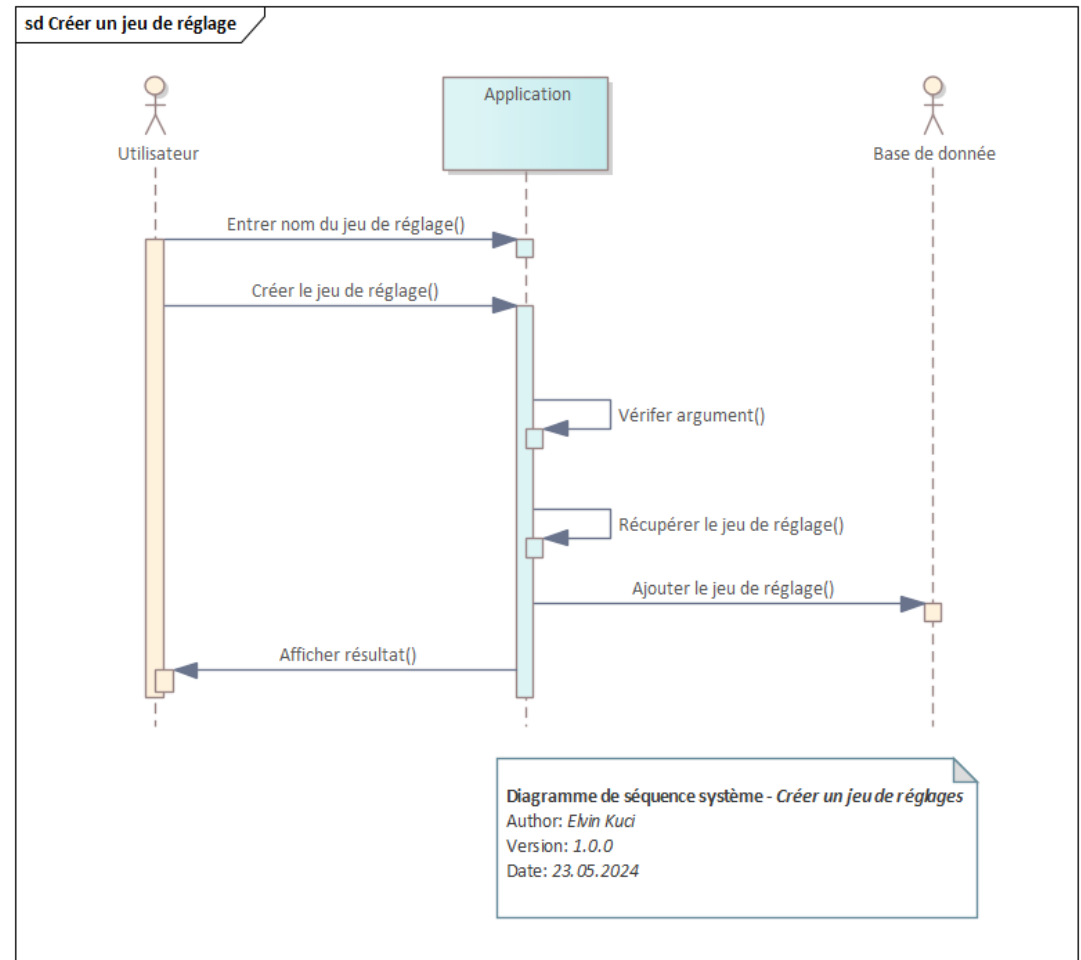 sd Créer un jeu de réglage
Application
Utilisateur
Base de donnée
Entrer nom du jeu de réglage()
Créer le jeu de réglage()
Vérifer argument()
Récupérer le jeu de réglage()
Ajouter le jeu de réglage()
Afficher résultat()
Diagramme de séquence système - Créer un jeu de réglages
Author: Elvin Kuci
Version: 1.0.0
Date: 23.05.2024